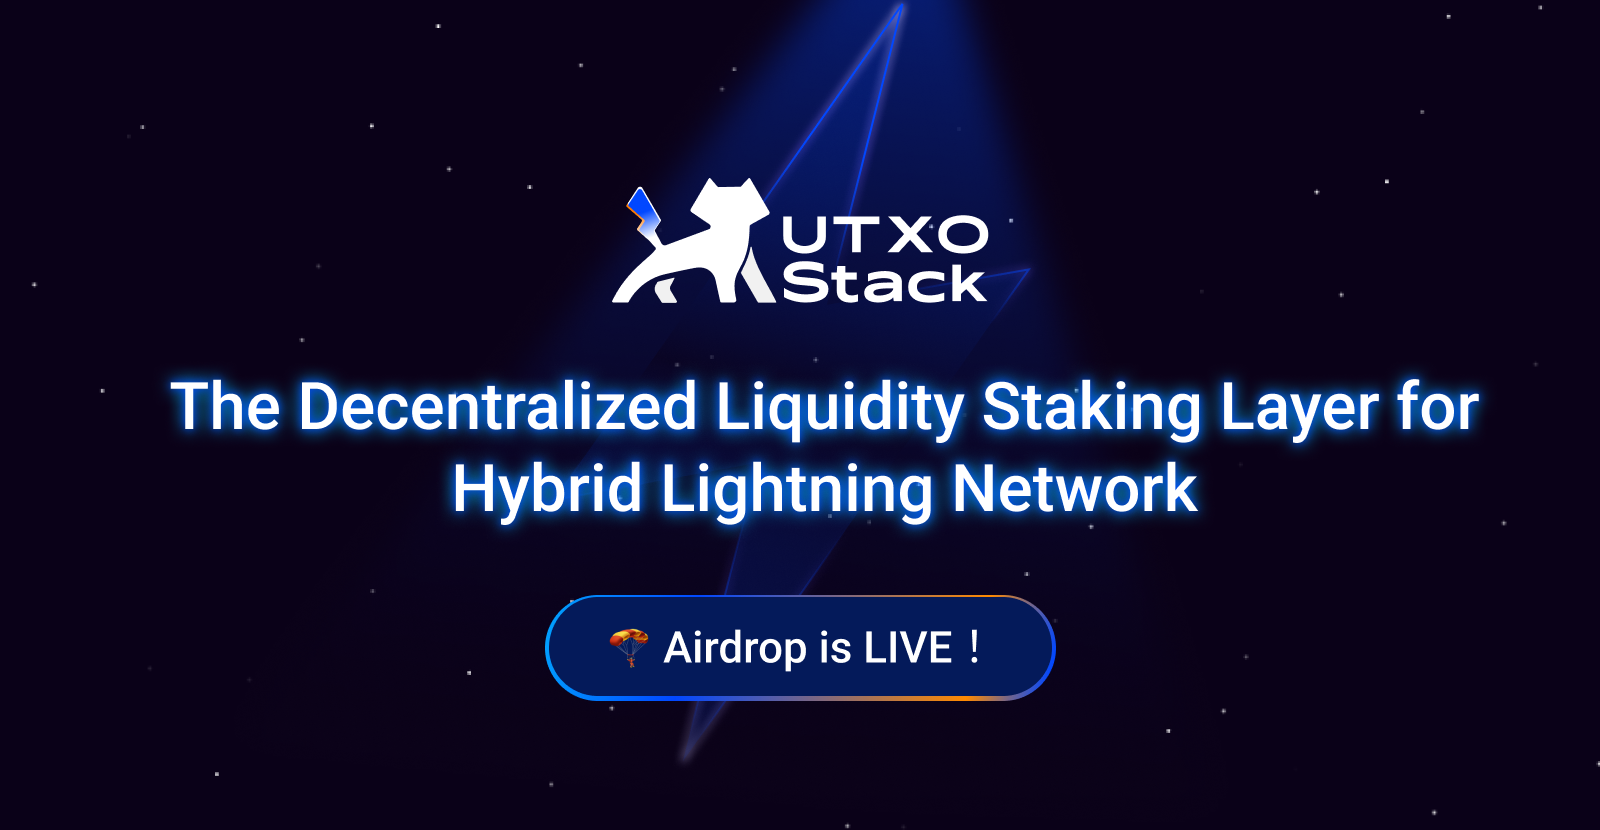 UTXO
Stack
The Decentralized Liquidity Staking Layer for
Hybrid Lightning Network
🪂 Airdrop is LIVE！